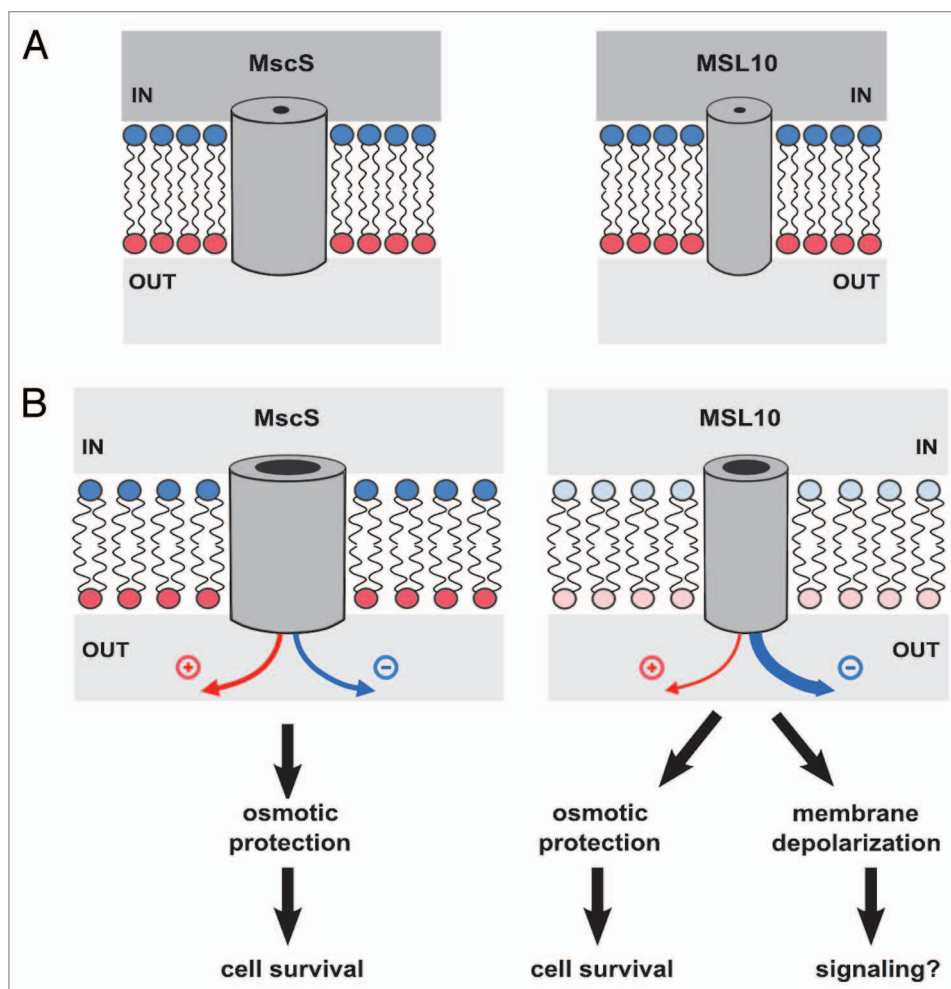 A
MscS
IN
OUT
MSL10
IN
OUT
B
MscS
IN
OUT
+
−
osmotic
protection
cell survival
MSL10
IN
OUT
+
−
osmotic
protection
cell survival
membrane
depolarization
signaling?